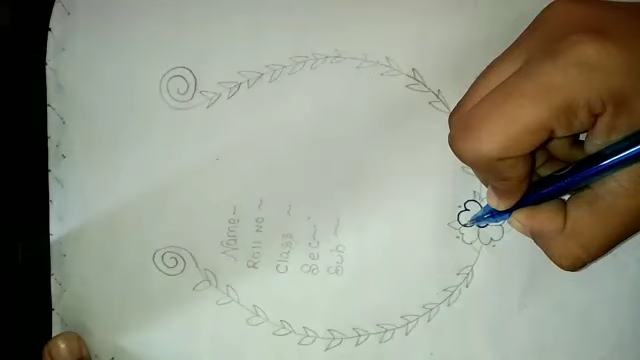 Name~
Roll No ~
Class ~
Sec~
Sub ~